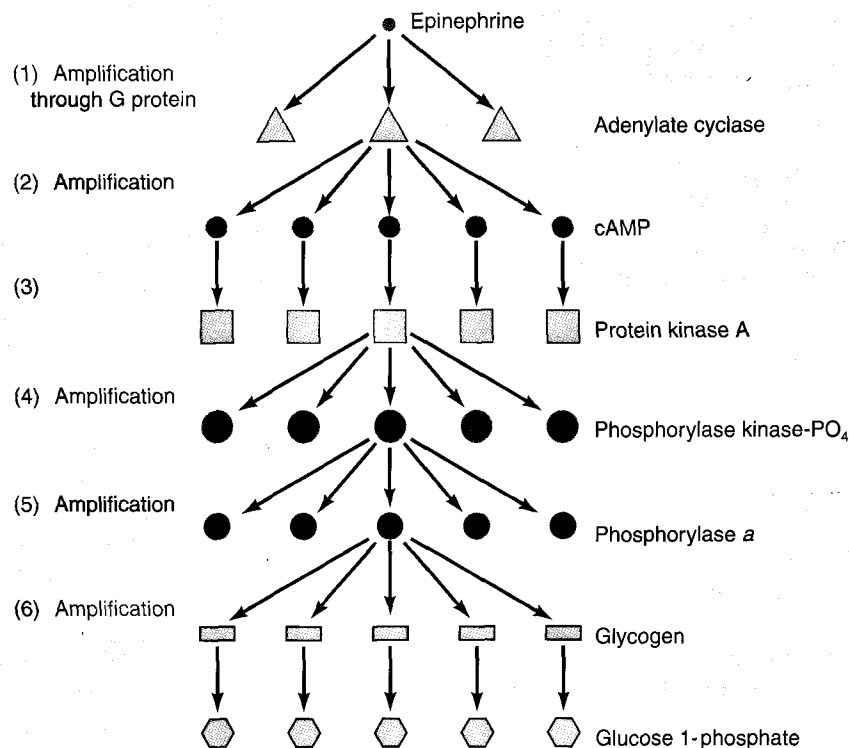 Epinephrine
(1) Amplification
through G protein
Adenylate cyclase
(2) Amplification
cAMP
(3)
Protein kinase A
(4) Amplification
Phosphorylase kinase-PO₄
(5) Amplification
Phosphorylase a
(6) Amplification
Glycogen
Glucose 1-phosphate